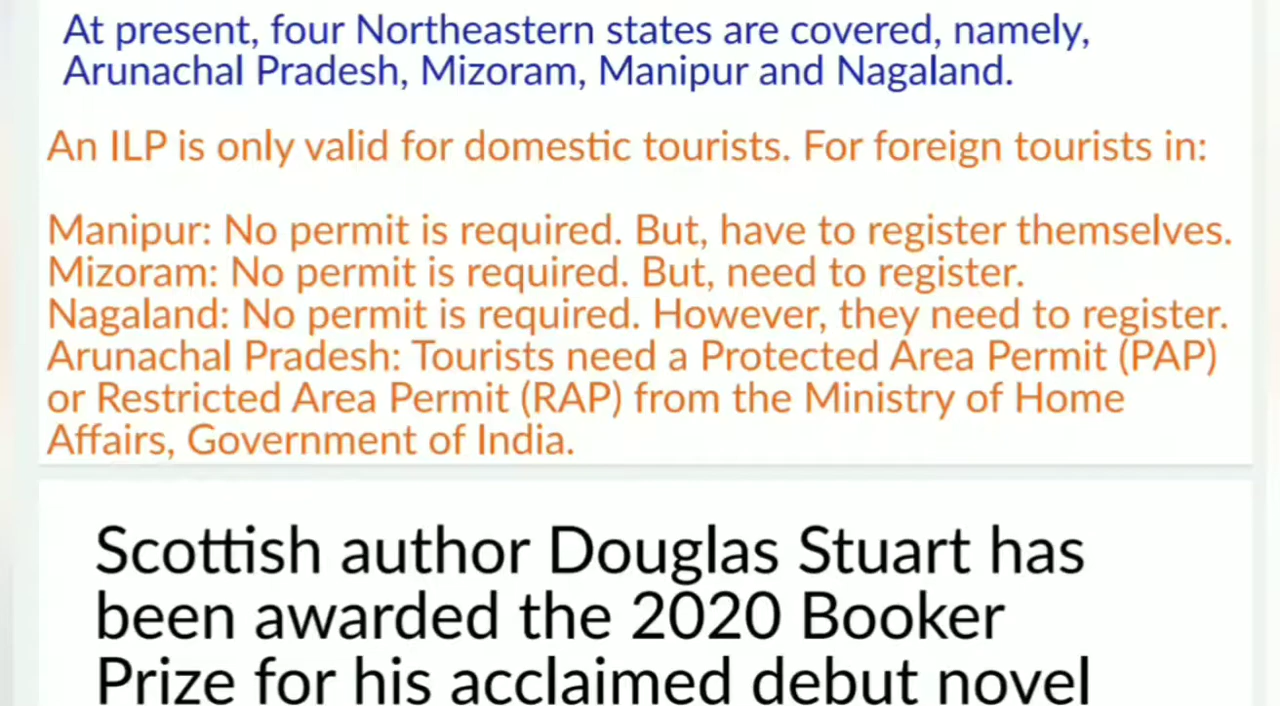 At present, four Northeastern states are covered, namely,
Arunachal Pradesh, Mizoram, Manipur and Nagaland.
An ILP is only valid for domestic tourists. For foreign tourists in:
Manipur: No permit is required. But, have to register themselves.
Mizoram: No permit is required. But, need to register.
Nagaland: No permit is required. However, they need to register.
Arunachal Pradesh: Tourists need a Protected Area Permit (PAP)
or Restricted Area Permit (RAP) from the Ministry of Home
Affairs, Government of India.
Scottish author Douglas Stuart has
been awarded the 2020 Booker
Prize for his acclaimed debut novel